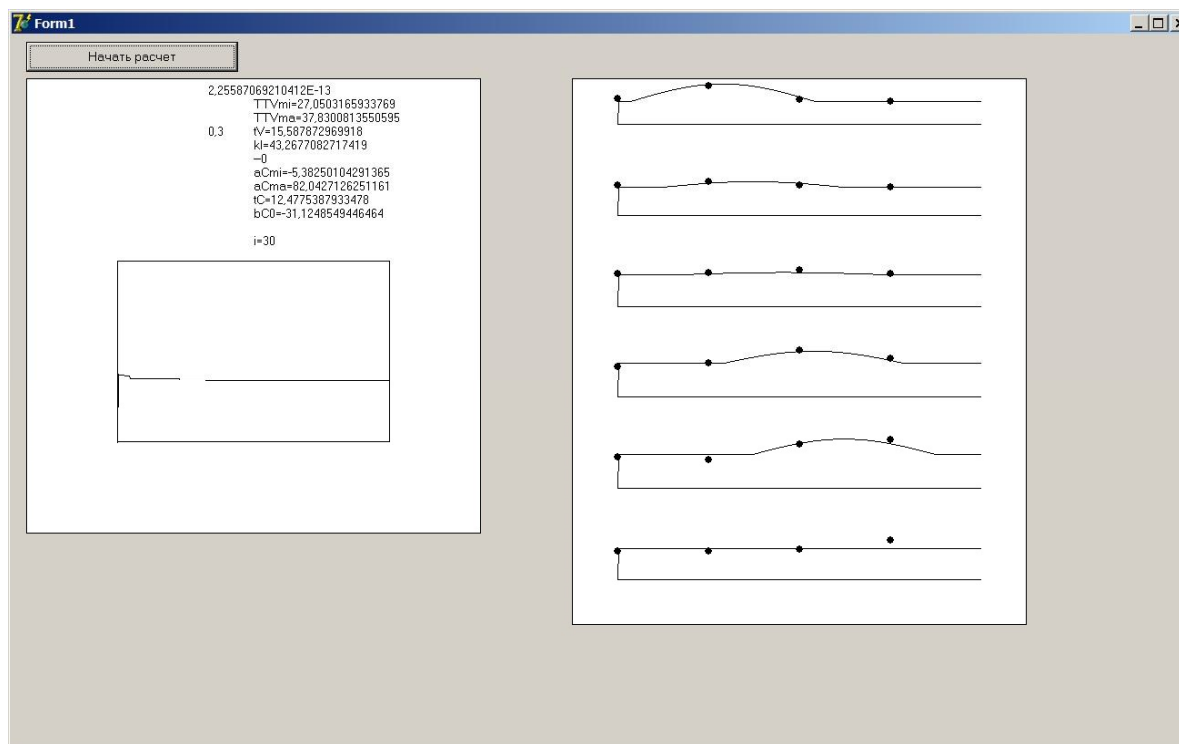 Form1
Начать расчет
2,25587069210412E-13
TTVmi=27,0503165933769
TTVma=37,8300813550595
0,3 fV=15,587872969918
kl=43,2677082717419
--0
aCmi=-5,38250104291365
aCma=82,0427126251161
tC=12,4775387933478
bC0=-31,1248549446464
i=30